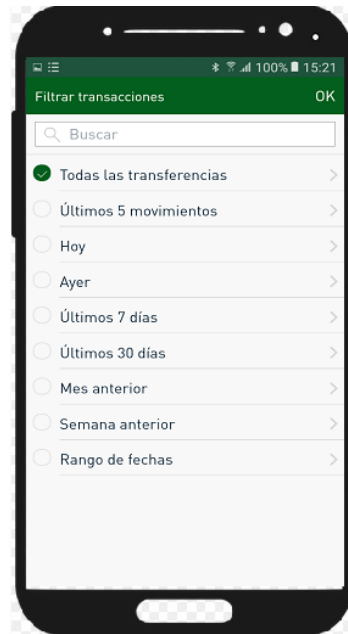 100% 15:21
Filtrar transacciones OK
Buscar
Todas las transferencias
Últimos 5 movimientos
Hoy
Ayer
Últimos 7 días
Últimos 30 días
Mes anterior
Semana anterior
Rango de fechas